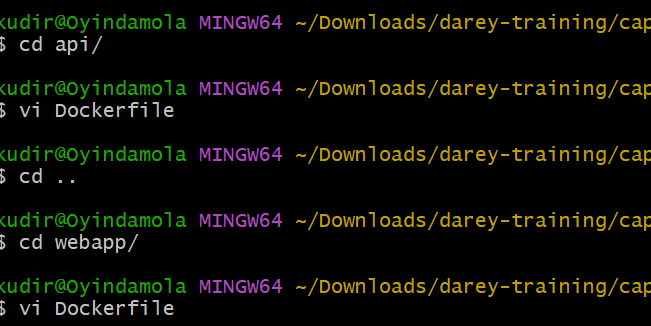 kudir@Oyindamola MINGW64 ~/Downloads/darey-training/cap
$ cd api/
kudir@Oyindamola MINGW64 ~/Downloads/darey-training/cap
$ vi Dockerfile
kudir@Oyindamola MINGW64 ~/Downloads/darey-training/cap
$ cd ..
kudir@Oyindamola MINGW64 ~/Downloads/darey-training/cap
$ cd webapp/
kudir@Oyindamola MINGW64 ~/Downloads/darey-training/cap
$ vi Dockerfile